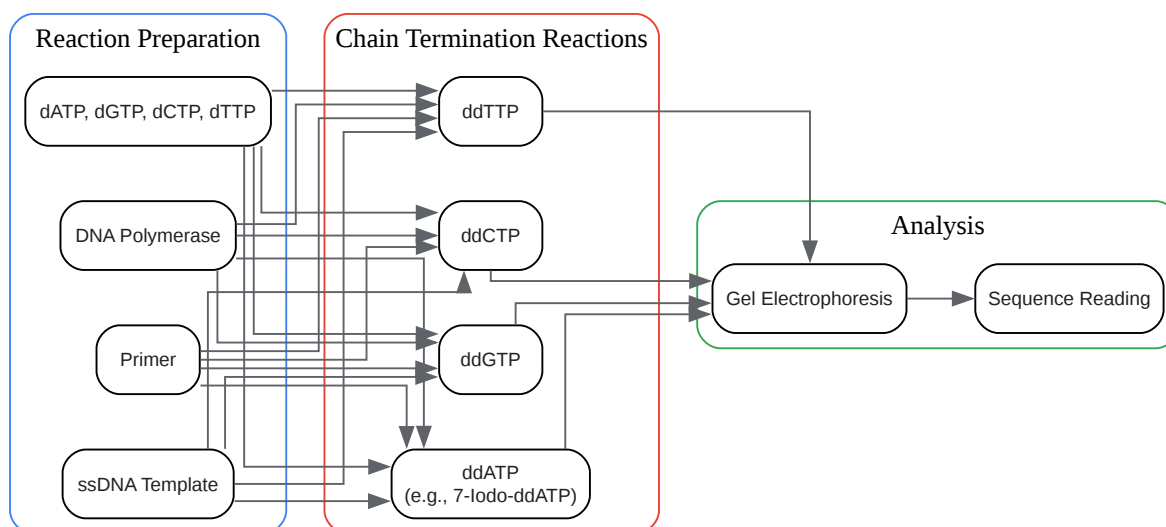 Reaction Preparation
dATP, dGTP, dCTP, dTTP
DNA Polymerase
Primer
ssDNA Template
Chain Termination Reactions
ddTTP
ddCTP
ddGTP
ddATP
(e.g., 7-Iodo-ddATP)
Analysis
Gel Electrophoresis
Sequence Reading